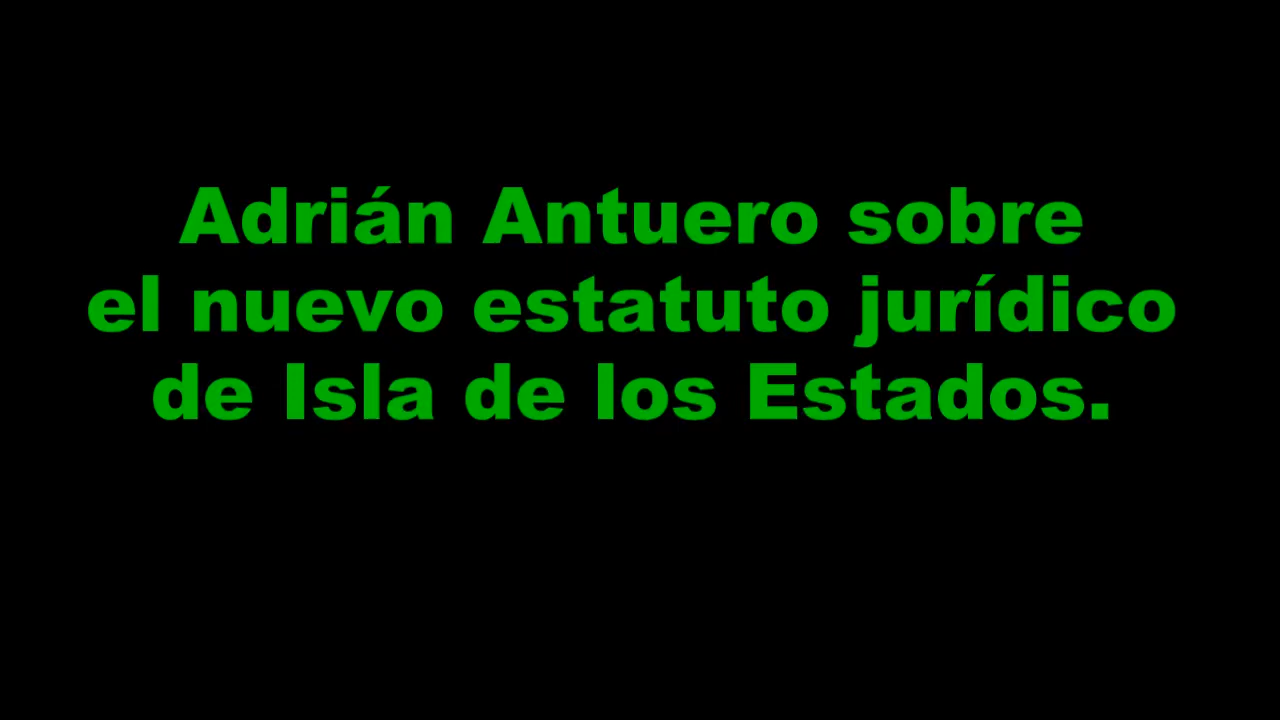 Adrián Antuero sobre
el nuevo estatuto jurídico
de Isla de los Estados.